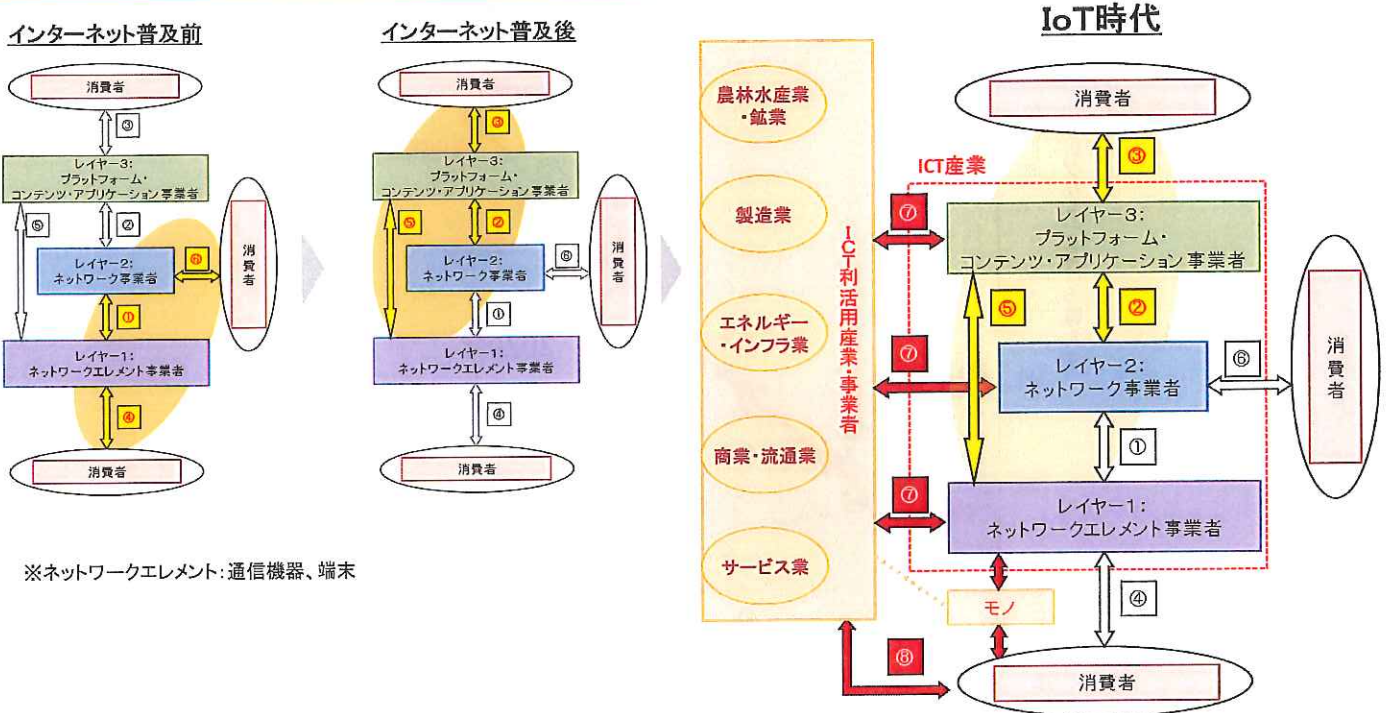 インターネット普及前
消費者
③
レイヤー3:
プラットフォーム・
コンテンツ・アプリケーション事業者
⑤
②
レイヤー2:
ネットワーク事業者
⑥
消費者
①
レイヤー1:
ネットワークエレメント事業者
④
消費者
インターネット普及後
消費者
③
レイヤー3:
プラットフォーム・
コンテンツ・アプリケーション事業者
⑤
②
レイヤー2:
ネットワーク事業者
⑥
消費者
①
レイヤー1:
ネットワークエレメント事業者
④
消費者
※ネットワークエレメント:通信機器、端末
IoT時代
農林水産業
・鉱業
製造業
エネルギー
・インフラ業
商業・流通業
サービス業
ICT利活用産業・事業者
消費者
③
ICT産業
⑦
レイヤー3:
プラットフォーム・
コンテンツ・アプリケーション事業者
⑤
②
⑦
レイヤー2:
ネットワーク事業者
⑥
消費者
①
⑦
レイヤー1:
ネットワークエレメント事業者
モノ
④
⑧
消費者